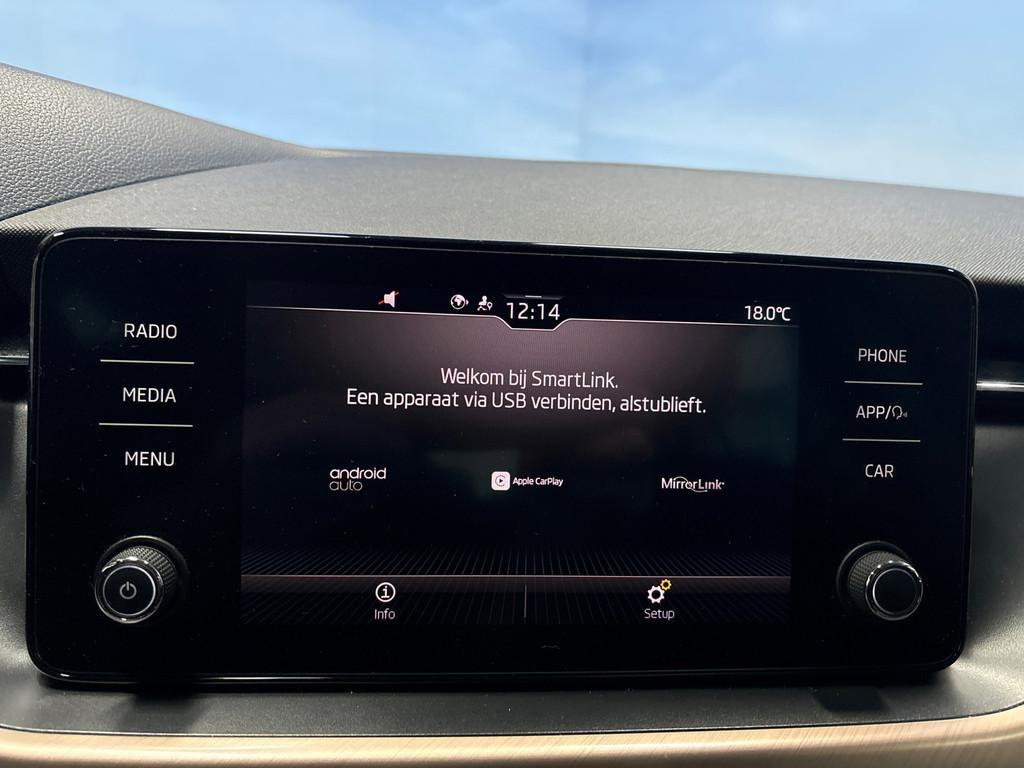 12:14
18.0°C
RADIO
MEDIA
MENU
Welkom bij SmartLink.
Een apparaat via USB verbinden, alstublieft.
android
auto
Apple CarPlay
MirrorLink
PHONE
APP/
CAR
Info
Setup